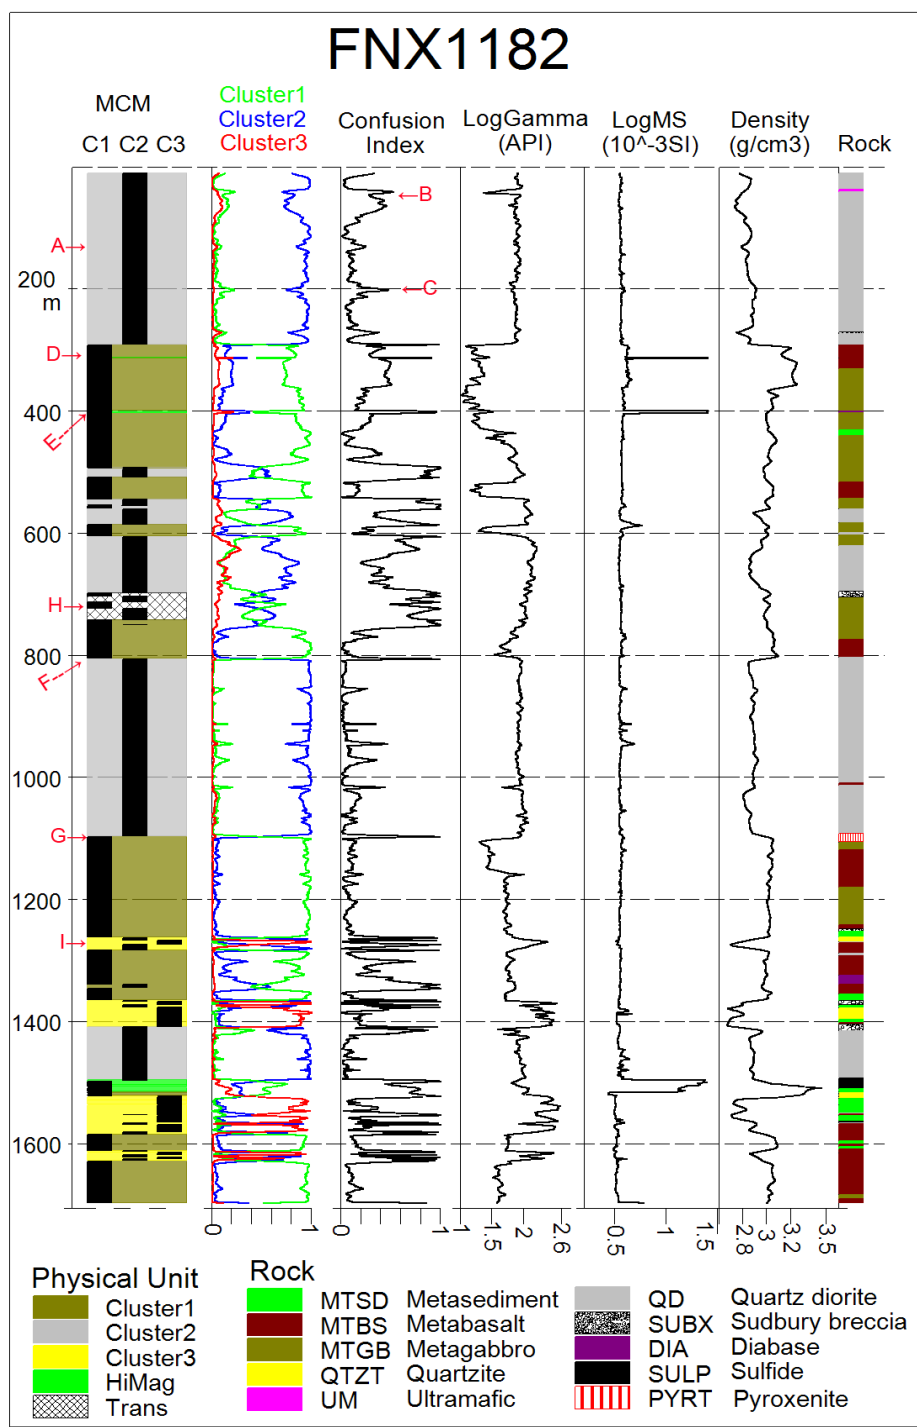 FNX1182
MCM
C1 C2 C3
Cluster1
Cluster2
Cluster3
Confusion
Index
LogGamma
(API)
LogMS
(10^-3SI)
Density
(g/cm3)
Rock
←B
A→
200
m
←C
D→
400
E--→
600
H→
800
F--→
1000
G→
1200
I→
1400
1600
0 1
0 1
1 1.5 2 2.6
0.5 1.5
2.8 3 3.2 3.5
Physical Unit
Cluster1
Cluster2
Cluster3
HiMag
Trans
Rock
MTSD Metasediment
MTBS Metabasalt
MTGB Metagabbro
QTZT Quartzite
UM Ultramafic
QD Quartz diorite
SUBX Sudbury breccia
DIA Diabase
SULP Sulfide
PYRT Pyroxenite